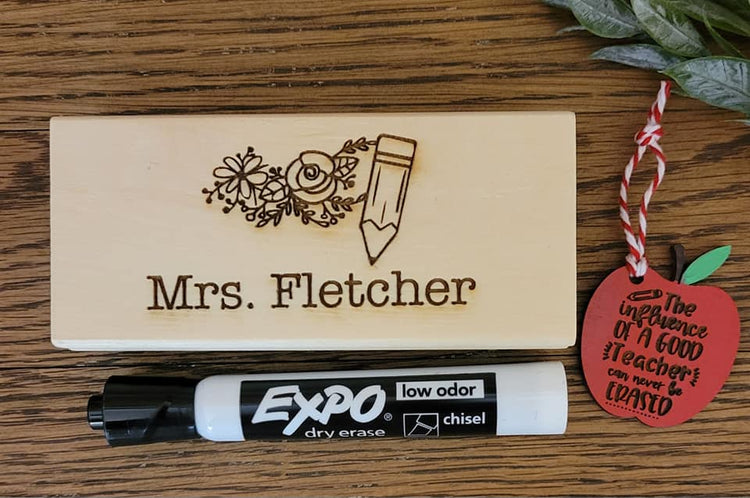 Mrs. Fletcher
EXPO®
low odor
dry erase
chisel
The
influence
OF A GOOD
Teacher
can never be
ERASED